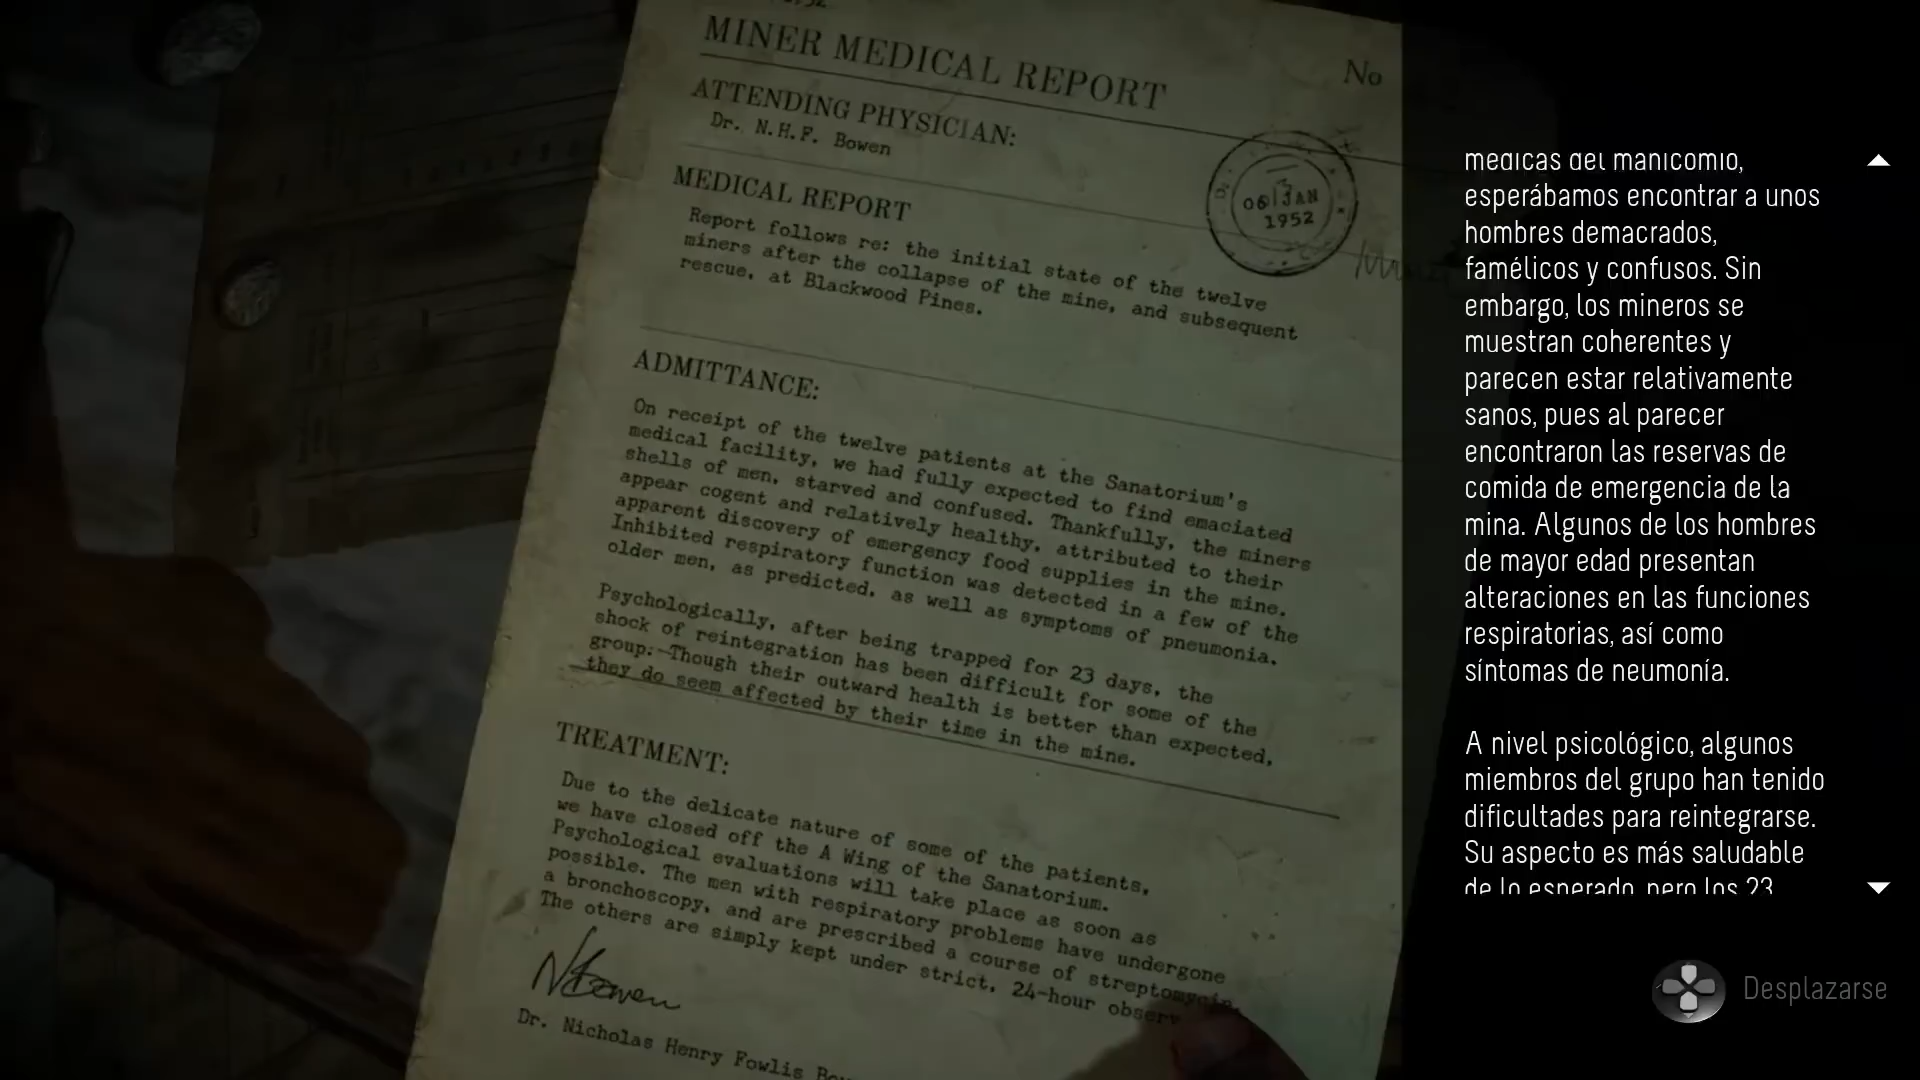 MINER MEDICAL REPORT
No
ATTENDING PHYSICIAN:
Dr. N.H.F. Bowen
06 JAN
1952
MEDICAL REPORT
Report follows re: the initial state of the twelve
miners after the collapse of the mine, and subsequent
rescue, at Blackwood Pines.
ADMITTANCE:
On receipt of the twelve patients at the Sanatorium's
medical facility, we had fully expected to find emaciated
shells of men, starved and confused. Thankfully, the miners
appear cogent and relatively healthy, attributed to their
apparent discovery of emergency food supplies in the mine.
Inhibited respiratory function was detected in a few of the
older men, as predicted, as well as symptoms of pneumonia.
Psychologically, after being trapped for 23 days, the
shock of reintegration has been difficult for some of the
group. Though their outward health is better than expected,
they do seem affected by their time in the mine.
TREATMENT:
Due to the delicate nature of some of the patients,
we have closed off the A Wing of the Sanatorium.
Psychological evaluations will take place as soon as
possible. The men with respiratory problems have undergone
a bronchoscopy, and are prescribed a course of streptomycin.
The others are simply kept under strict, 24-hour
NBowen
Dr. Nicholas Henry Fowlis
médicas del manicomio,
esperábamos encontrar a unos
hombres demacrados,
famélicos y confusos. Sin
embargo, los mineros se
muestran coherentes y
parecen estar relativamente
sanos, pues al parecer
encontraron las reservas de
comida de emergencia de la
mina. Algunos de los hombres
de mayor edad presentan
alteraciones en las funciones
respiratorias, así como
síntomas de neumonía.
A nivel psicológico, algunos
miembros del grupo han tenido
dificultades para reintegrarse.
Su aspecto es más saludable
de lo esperado, pero los 23
Desplazarse